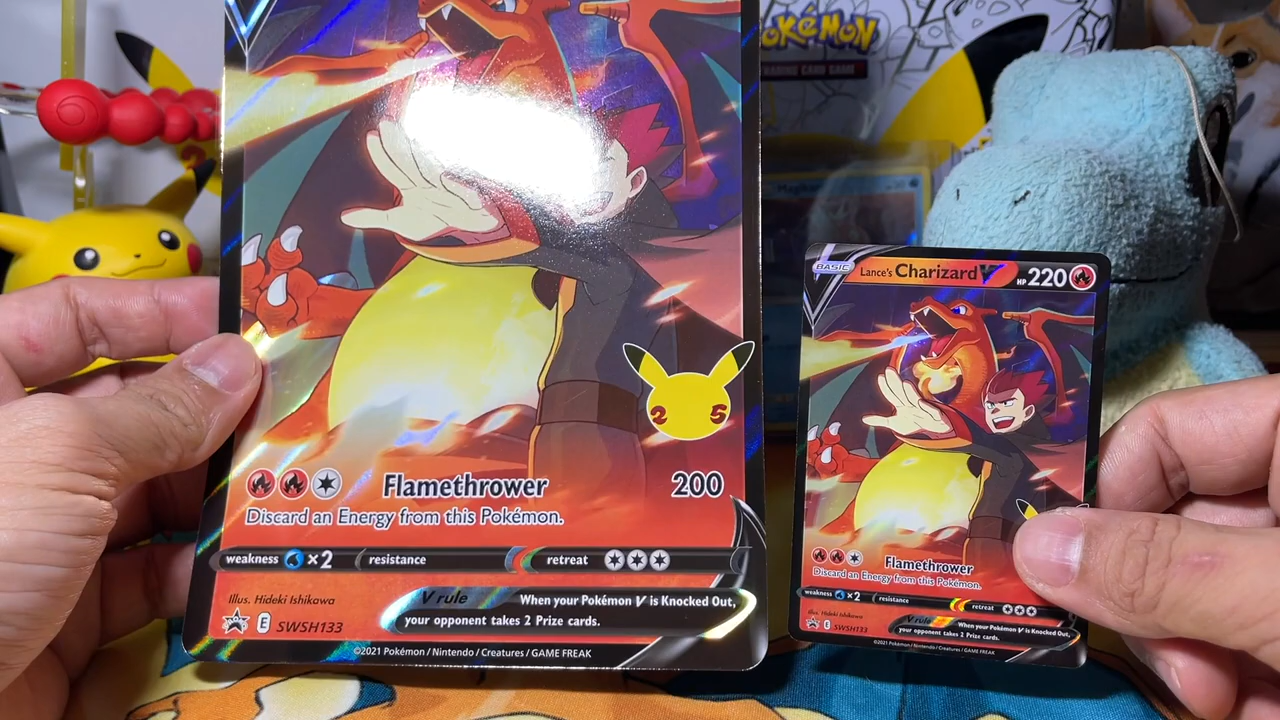 POKéMON
TRADING CARD GAME
Magikarp
25
Flamethrower 200
Discard an Energy from this Pokémon.
weakness ×2 resistance retreat
Illus. Hideki Ishikawa
V rule When your Pokémon V is Knocked Out,
your opponent takes 2 Prize cards.
E SWSH133
©2021 Pokémon / Nintendo / Creatures / GAME FREAK
BASIC Lance's Charizard V HP 220
Flamethrower
Discard an Energy from this Pokémon.
weakness ×2 resistance retreat
Illus. Hideki Ishikawa
V rule When your Pokémon V is Knocked Out,
your opponent takes 2 Prize cards.
E SWSH133
©2021 Pokémon / Nintendo / Creatures / GAME FREAK